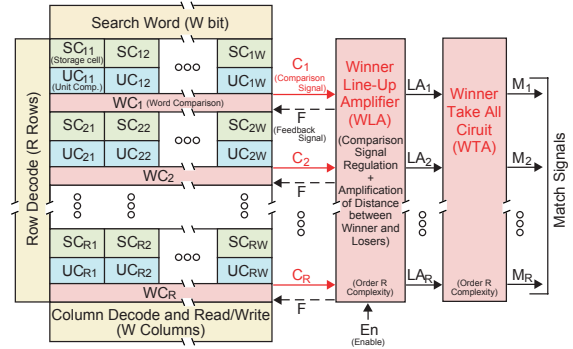 Search Word (W bit)
Row Decode (R Rows)
SC11 SC12 SC1W
(Storage cell)
UC11 UC12 UC1W
(Unit Comp.)
WC1 (Word Comparison)
SC21 SC22 SC2W
UC21 UC22 UC2W
WC2
SCR1 SCR2 SCRW
UCR1 UCR2 UCRW
WCR
Column Decode and Read/Write
(W Columns)
C1
(Comparison
Signal)
F
(Feedback
Signal)
C2
F
CR
F
Winner
Line-Up
Amplifier
(WLA)
(Comparison
Signal
Regulation
+
Amplification
of Distance
between
Winner and
Losers)
(Order R
Complexity)
En
(Enable)
LA1
LA2
LAR
Winner
Take All
Ciruit
(WTA)
(Order R
Complexity)
M1
M2
MR
Match Signals